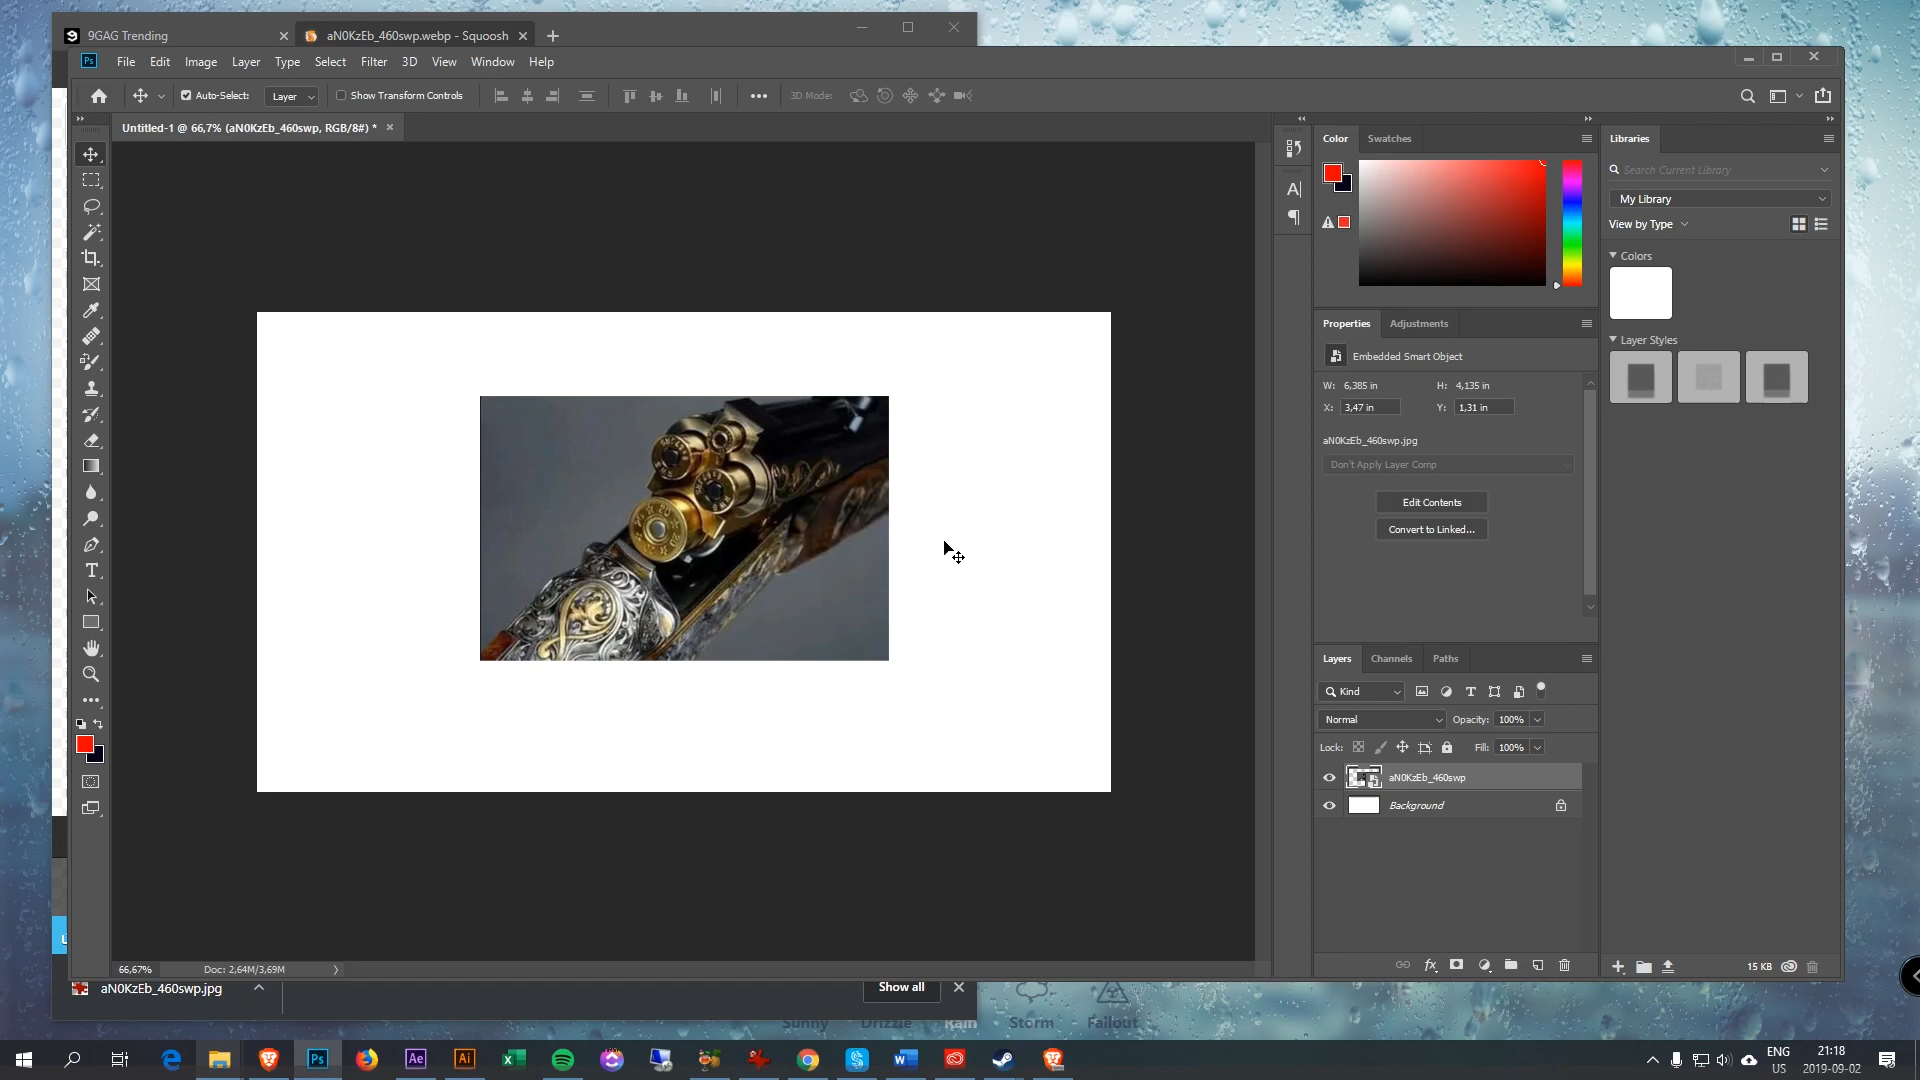 9GAG Trending
aN0KzEb_460swp.webp - Squoosh
Ps
File Edit Image Layer Type Select Filter 3D View Window Help
Auto-Select: Layer Show Transform Controls 3D Mode:
Untitled-1 @ 66,7% (aN0KzEb_460swp, RGB/8#) *
Color Swatches
Libraries
Search Current Library
My Library
View by Type
Colors
Layer Styles
Properties Adjustments
Embedded Smart Object
W: 6,385 in H: 4,135 in
X: 3,47 in Y: 1,31 in
aN0KzEb_460swp.jpg
Don't Apply Layer Comp
Edit Contents
Convert to Linked...
Layers Channels Paths
Kind
Normal Opacity: 100%
Lock: Fill: 100%
aN0KzEb_460swp
Background
66,67% Doc: 2,64M/3,69M
15 KB
aN0KzEb_460swp.jpg
Show all
Sunny Drizzle Rain Storm Fallout
Ps Ae Ai
ENG
US
21:18
2019-09-02